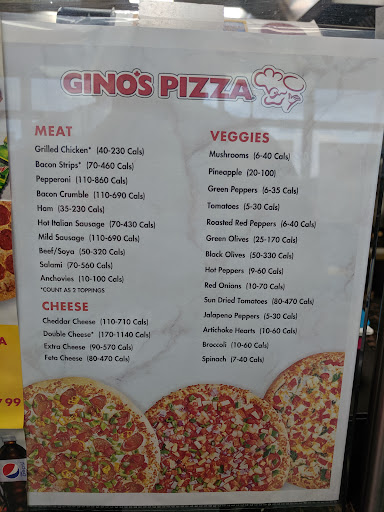 GINO'S PIZZA
MEAT
Grilled Chicken* (40-230 Cals)
Bacon Strips* (70-460 Cals)
Pepperoni (110-860 Cals)
Bacon Crumble (110-690 Cals)
Ham (35-230 Cals)
Hot Italian Sausage (70-430 Cals)
Mild Sausage (110-690 Cals)
Beef/Soya (50-320 Cals)
Salami (70-560 Cals)
Anchovies (10-100 Cals)
*COUNT AS 2 TOPPINGS
CHEESE
Cheddar Cheese (110-710 Cals)
Double Cheese* (170-1140 Cals)
Extra Cheese (90-570 Cals)
Feta Cheese (80-470 Cals)
VEGGIES
Mushrooms (6-40 Cals)
Pineapple (20-100)
Green Peppers (6-35 Cals)
Tomatoes (5-30 Cals)
Roasted Red Peppers (6-40 Cals)
Green Olives (25-170 Cals)
Black Olives (50-330 Cals)
Hot Peppers (9-60 Cals)
Red Onions (10-70 Cals)
Sun Dried Tomatoes (80-470 Cals)
Jalapeno Peppers (5-30 Cals)
Artichoke Hearts (10-60 Cals)
Broccoli (10-60 Cals)
Spinach (7-40 Cals)
A
99
pepsi